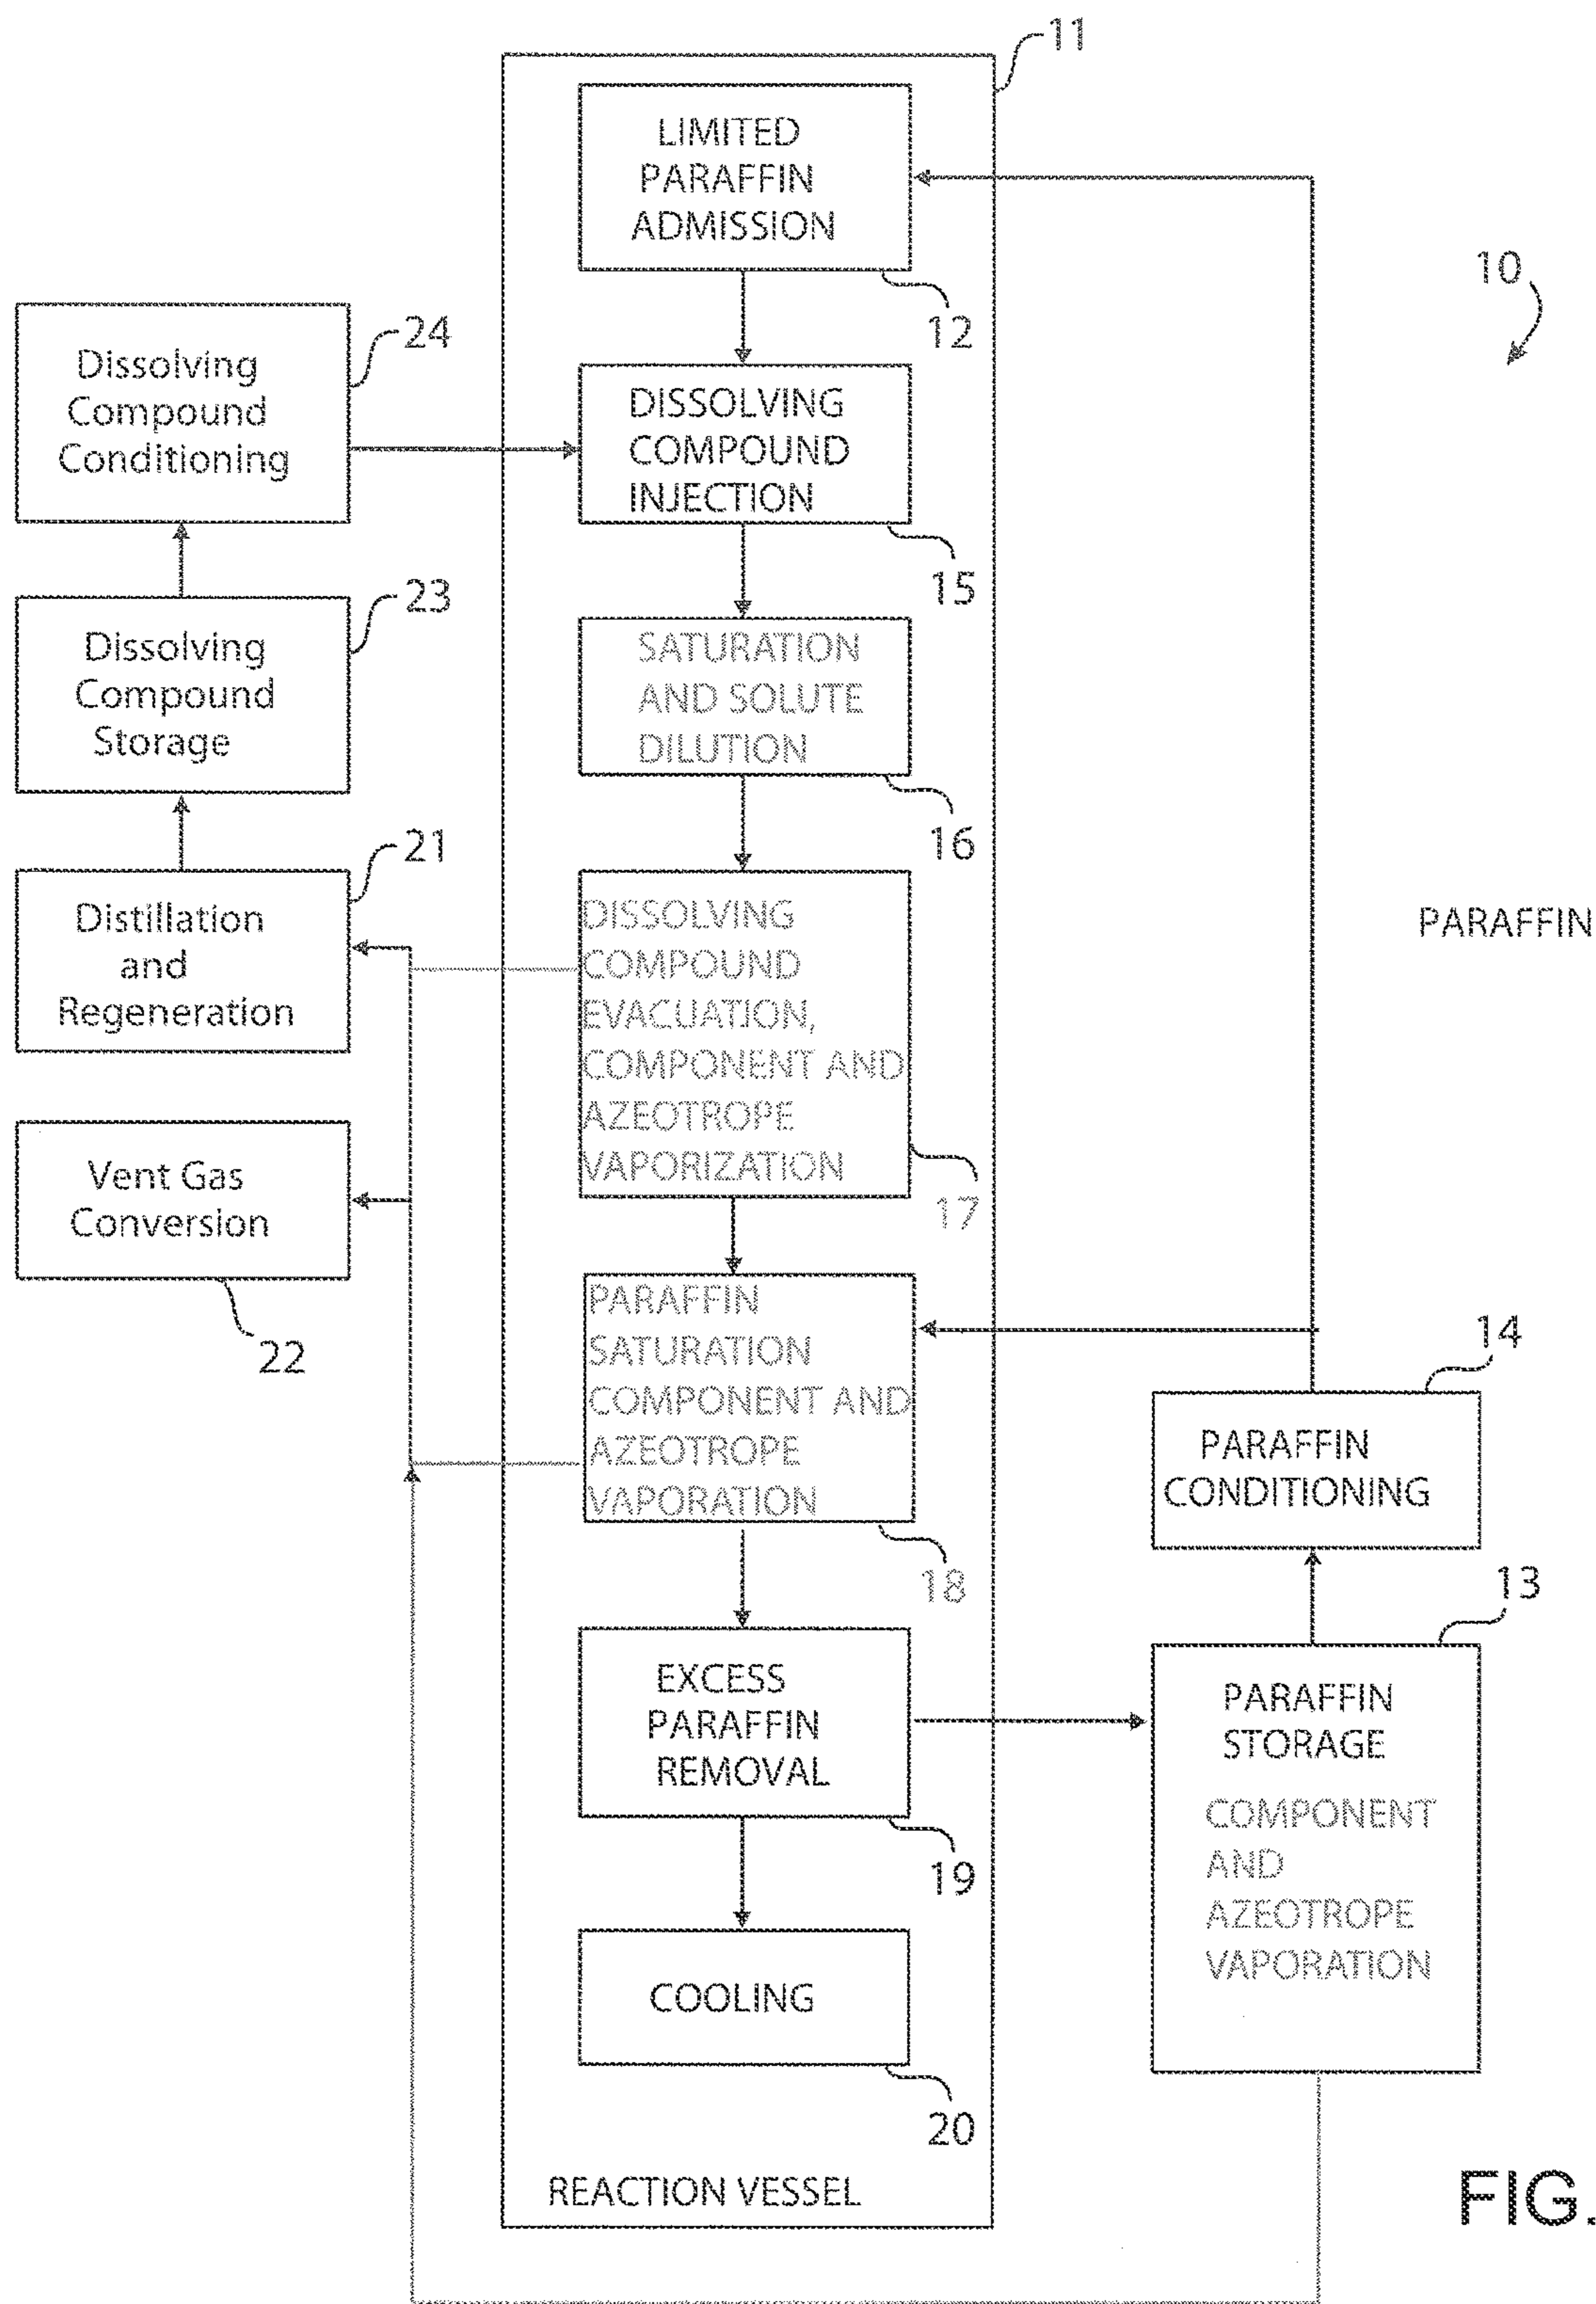 11
LIMITED
PARAFFIN
ADMISSION
12
10
24
Dissolving
Compound
Conditioning
DISSOLVING
COMPOUND
INJECTION
15
23
Dissolving
Compound
Storage
SATURATION
AND SOLUTE
DILUTION
16
21
Distillation
and
Regeneration
DISSOLVING
COMPOUND
EVACUATION,
COMPONENT AND
AZEOTROPE
VAPORIZATION
17
PARAFFIN
Vent Gas
Conversion
22
PARAFFIN
SATURATION
COMPONENT AND
AZEOTROPE
VAPORATION
18
14
PARAFFIN
CONDITIONING
13
EXCESS
PARAFFIN
REMOVAL
19
PARAFFIN
STORAGE
COMPONENT
AND
AZEOTROPE
VAPORATION
COOLING
20
REACTION VESSEL
FIG.